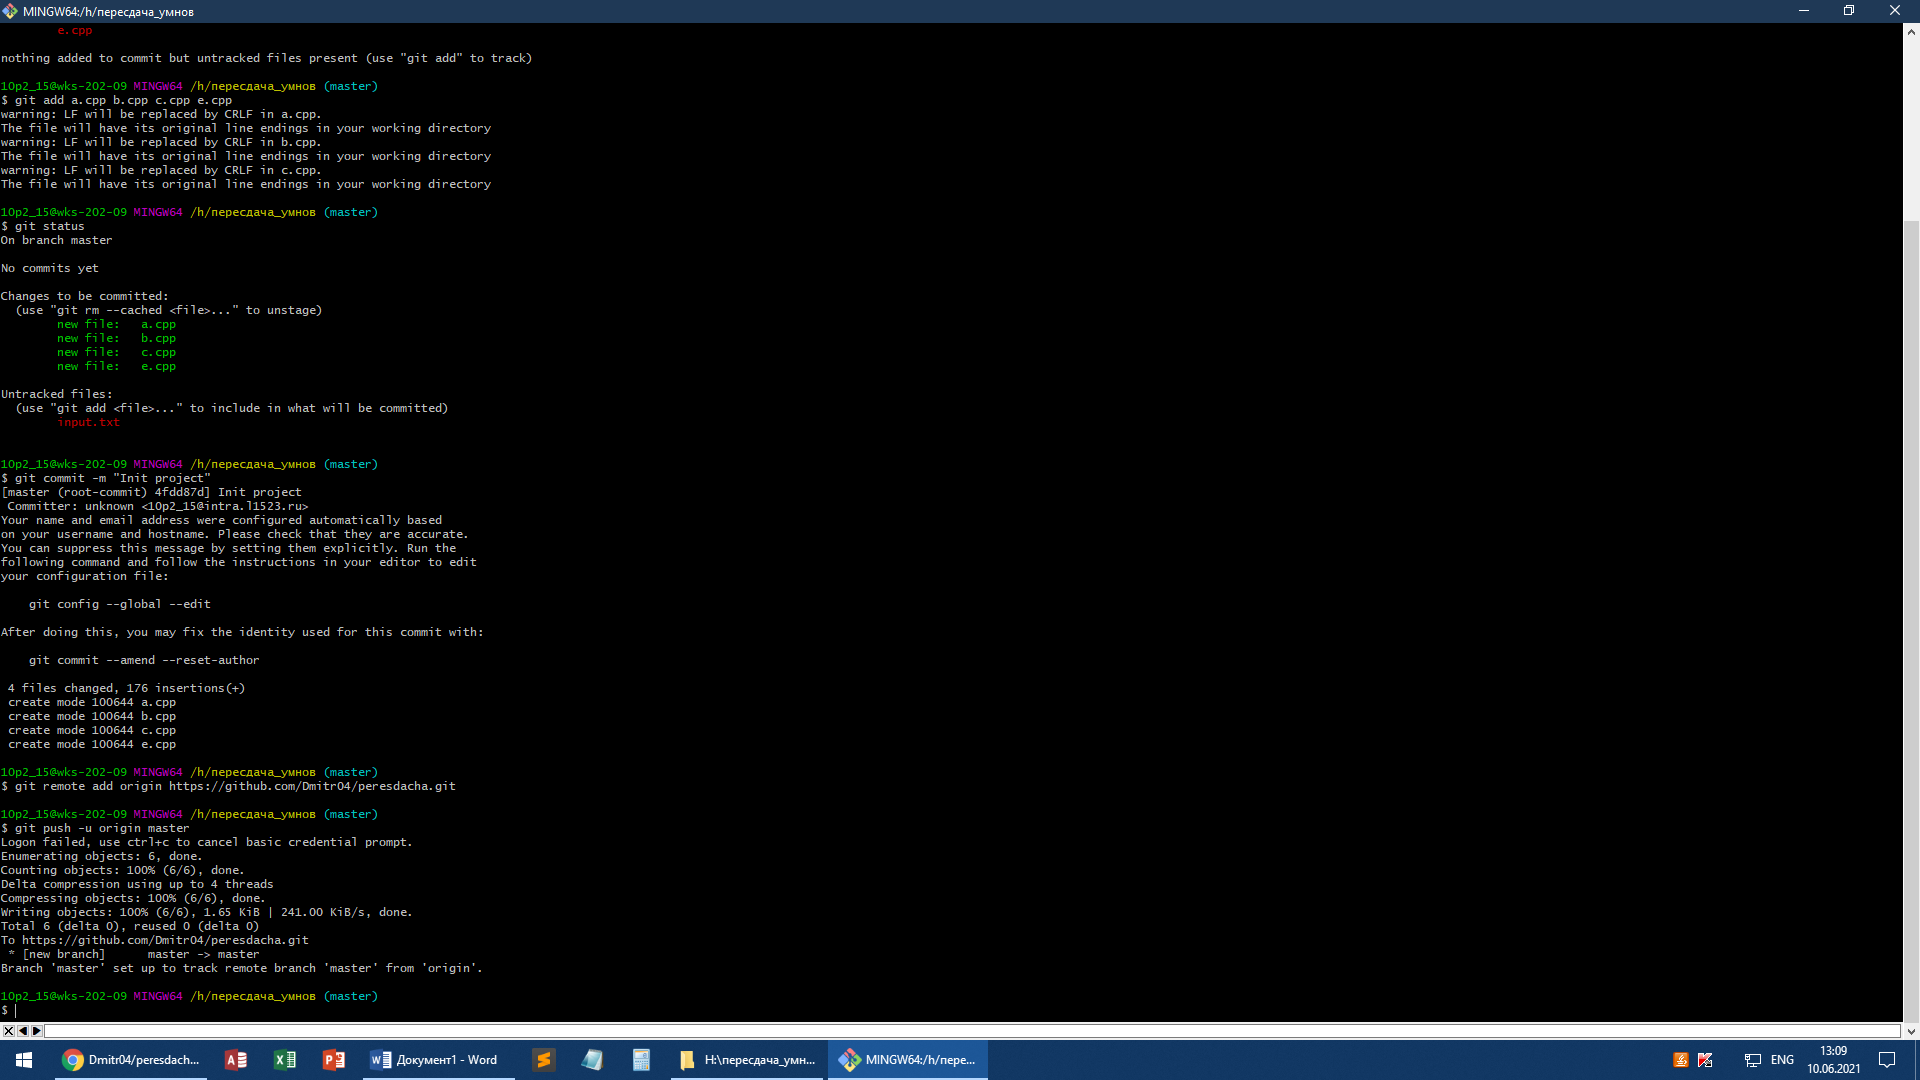 MINGW64:/h/пересдача_умнов
e.cpp
nothing added to commit but untracked files present (use "git add" to track)
10p2_15@wks-202-09 MINGW64 /h/пересдача_умнов (master)
$ git add a.cpp b.cpp c.cpp e.cpp
warning: LF will be replaced by CRLF in a.cpp.
The file will have its original line endings in your working directory
warning: LF will be replaced by CRLF in b.cpp.
The file will have its original line endings in your working directory
warning: LF will be replaced by CRLF in c.cpp.
The file will have its original line endings in your working directory
10p2_15@wks-202-09 MINGW64 /h/пересдача_умнов (master)
$ git status
On branch master
No commits yet
Changes to be committed:
(use "git rm --cached <file>..." to unstage)
new file:   a.cpp
new file:   b.cpp
new file:   c.cpp
new file:   e.cpp
Untracked files:
(use "git add <file>..." to include in what will be committed)
input.txt
10p2_15@wks-202-09 MINGW64 /h/пересдача_умнов (master)
$ git commit -m "Init project"
[master (root-commit) 4fdd87d] Init project
Committer: unknown <10p2_15@intra.l1523.ru>
Your name and email address were configured automatically based
on your username and hostname. Please check that they are accurate.
You can suppress this message by setting them explicitly. Run the
following command and follow the instructions in your editor to edit
your configuration file:
git config --global --edit
After doing this, you may fix the identity used for this commit with:
git commit --amend --reset-author
4 files changed, 176 insertions(+)
create mode 100644 a.cpp
create mode 100644 b.cpp
create mode 100644 c.cpp
create mode 100644 e.cpp
10p2_15@wks-202-09 MINGW64 /h/пересдача_умнов (master)
$ git remote add origin https://github.com/Dmitr04/peresdacha.git
10p2_15@wks-202-09 MINGW64 /h/пересдача_умнов (master)
$ git push -u origin master
Logon failed, use ctrl+c to cancel basic credential prompt.
Enumerating objects: 6, done.
Counting objects: 100% (6/6), done.
Delta compression using up to 4 threads
Compressing objects: 100% (6/6), done.
Writing objects: 100% (6/6), 1.65 KiB | 241.00 KiB/s, done.
Total 6 (delta 0), reused 0 (delta 0)
To https://github.com/Dmitr04/peresdacha.git
* [new branch]      master -> master
Branch 'master' set up to track remote branch 'master' from 'origin'.
10p2_15@wks-202-09 MINGW64 /h/пересдача_умнов (master)
$
Dmitr04/peresdach... Документ1 - Word H:\пересдача_умн... MINGW64:/h/пере... ENG 13:09
10.06.2021